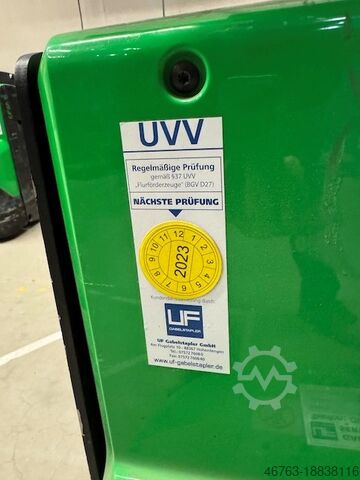 UVV
Regelmäßige Prüfung
gemäß §37 UVV
„Flurförderzeuge“ (BGV D27)
NÄCHSTE PRÜFUNG
12
1
2
3
4
5
6
8
9
10
11
2023
UF
GABELSTAPLER
UF Gabelstapler GmbH
www.uf-gabelstapler.de
46763-18838116